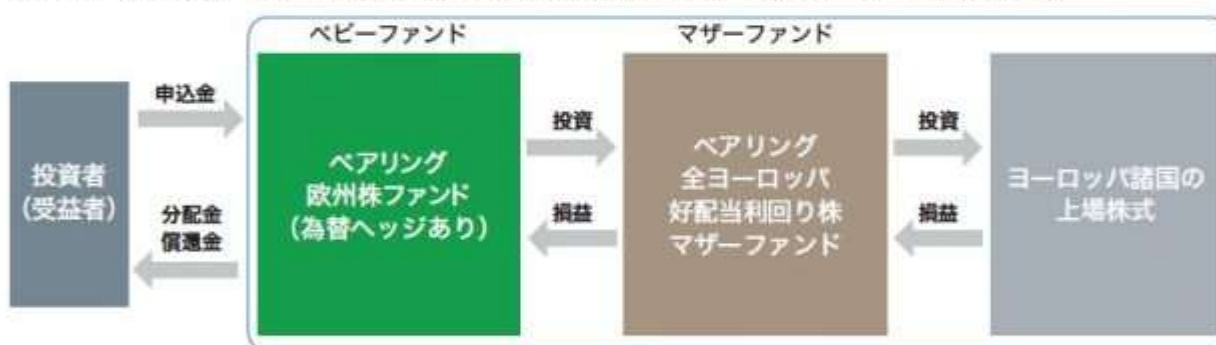 ベビーファンド
マザーファンド
投資者
(受益者)
申込金
分配金
償還金
ベアリング
欧州株ファンド
(為替ヘッジあり)
投資
損益
ベアリング
全ヨーロッパ
好配当利回り株
マザーファンド
投資
損益
ヨーロッパ諸国の
上場株式